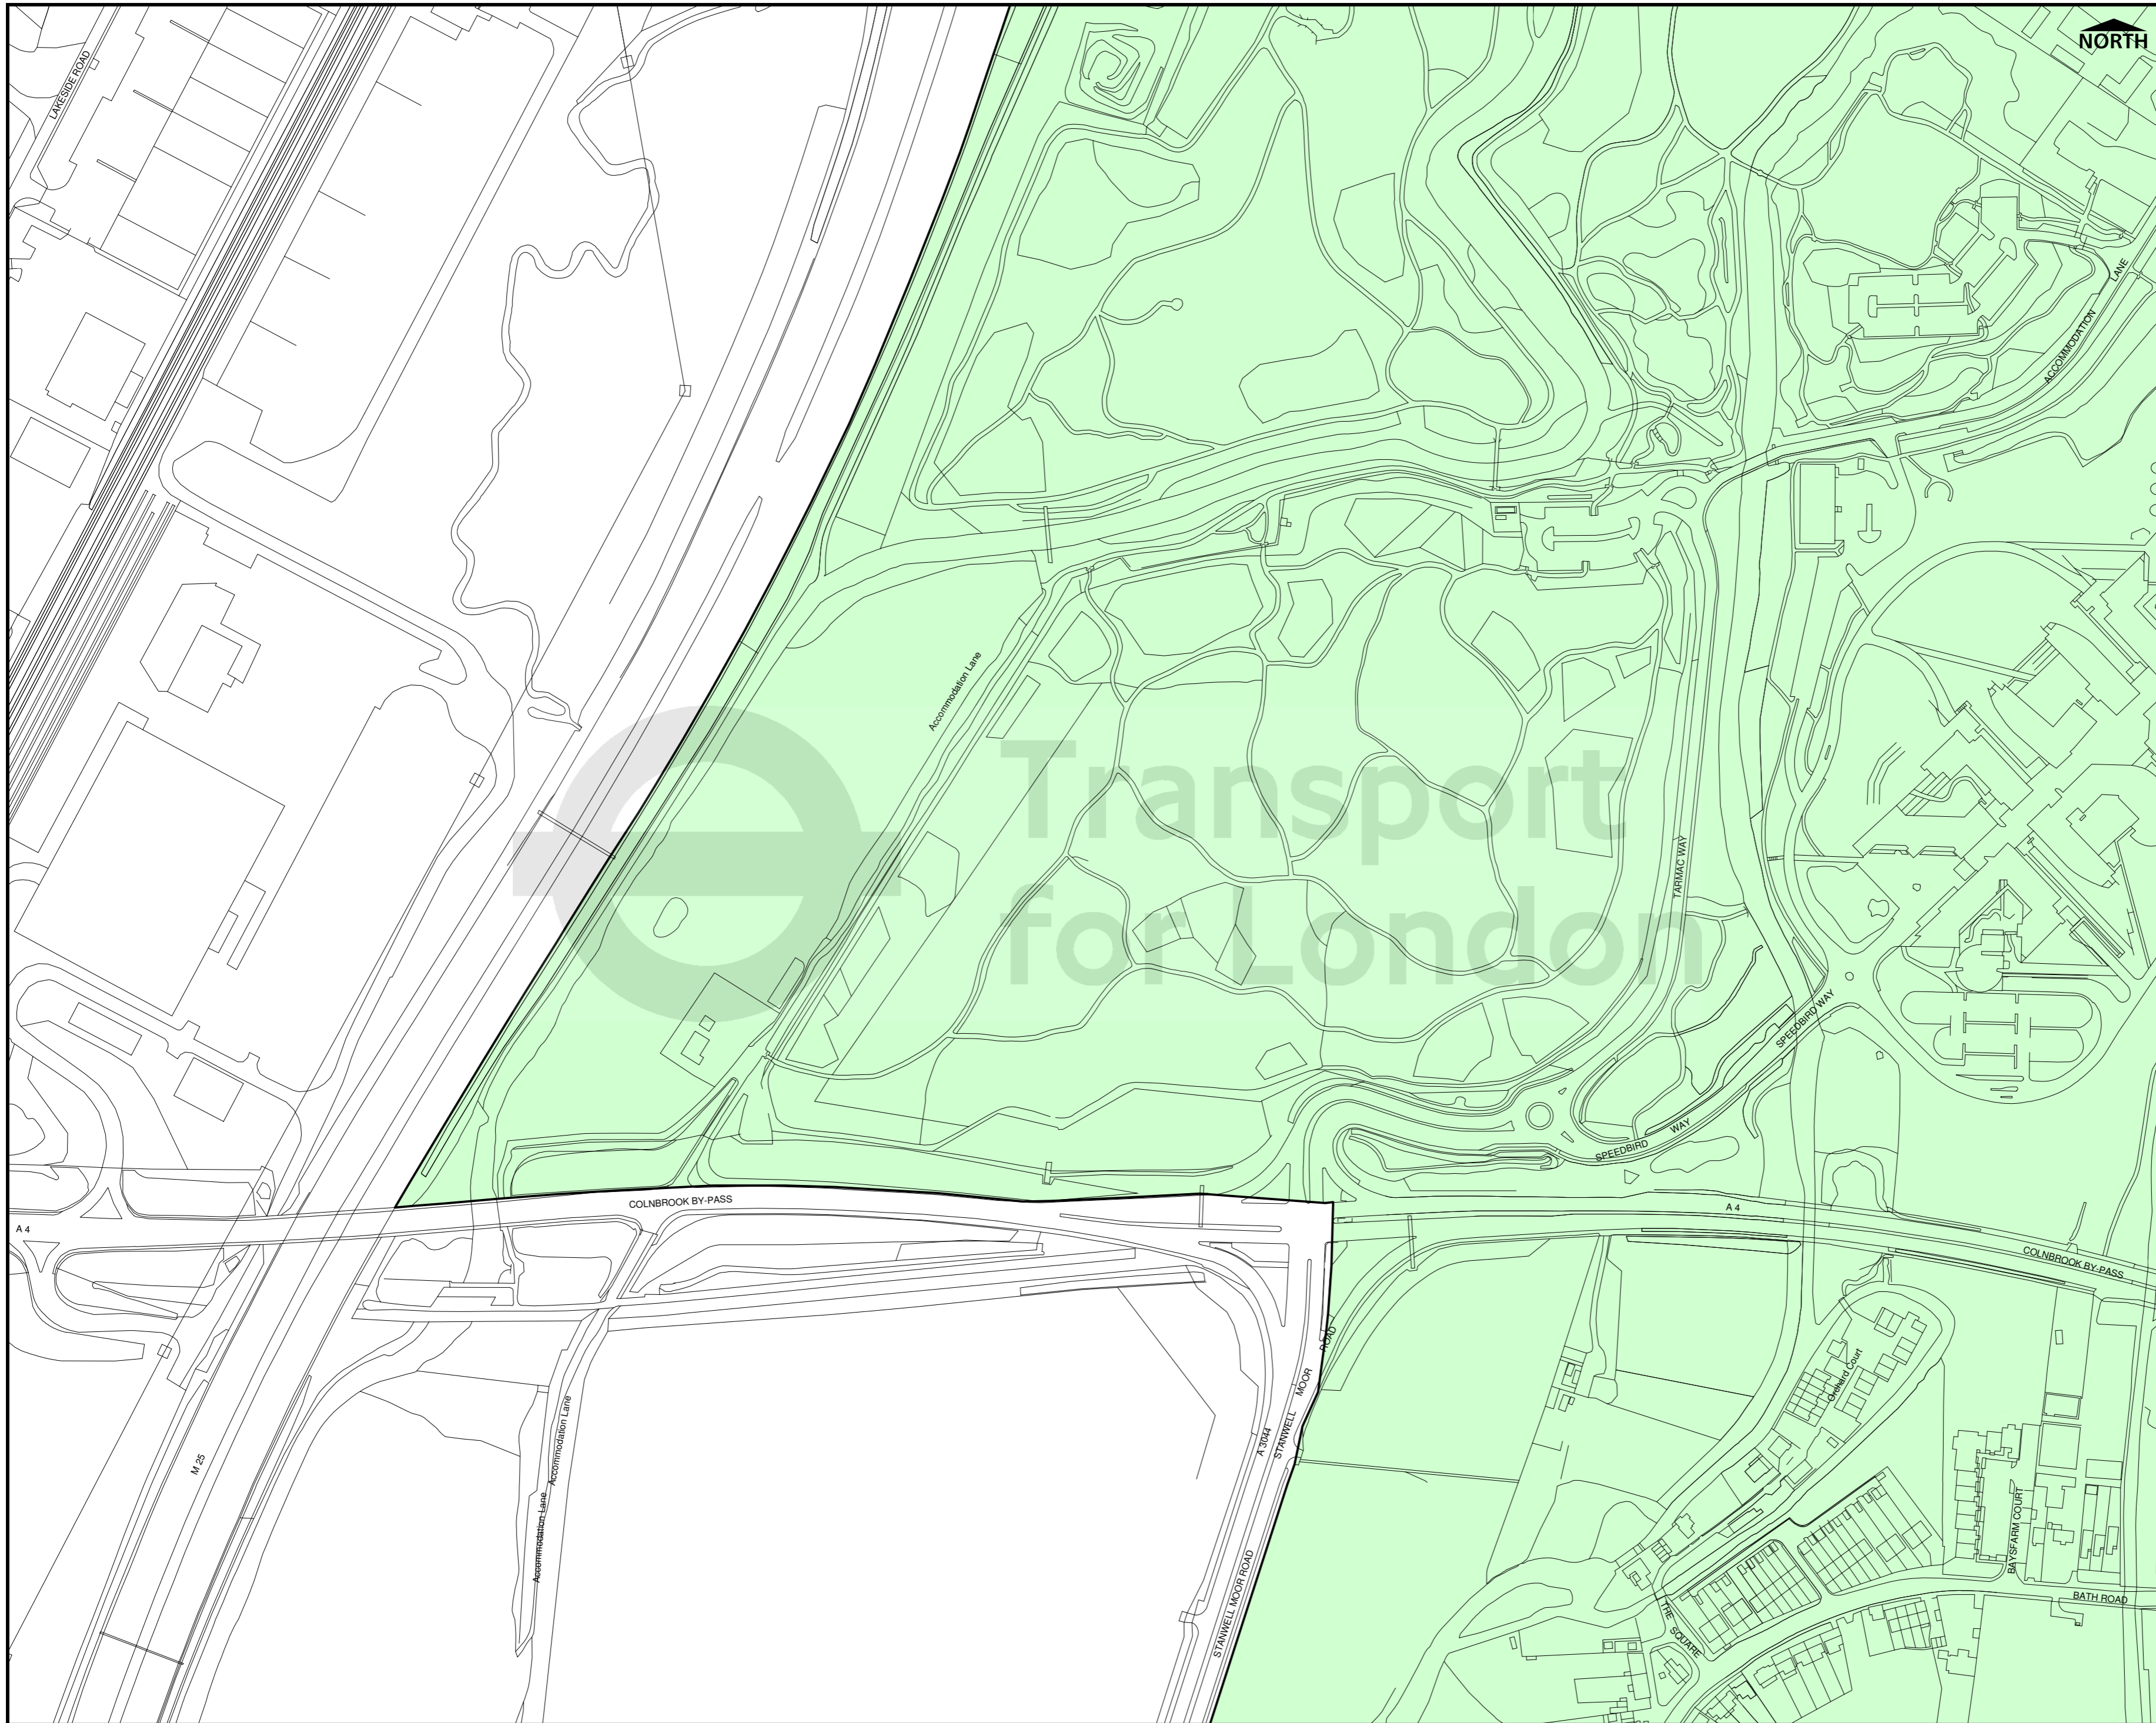 NORTH
LAKESIDE ROAD
ACCOMMODATION LANE
Accommodation Lane
Transport
for London
TARMAC WAY
SPEEDBIRD WAY
SPEEDBIRD WAY
COLNBROOK BY-PASS
A 4
A 4
COLNBROOK BY-PASS
STANWELL MOOR ROAD
A 3044
Orchard Court
M 25
Accommodation Lane
Accommodation Lane
STANWELL MOOR ROAD
BAYSFARM COURT
BATH ROAD
THE SQUARE